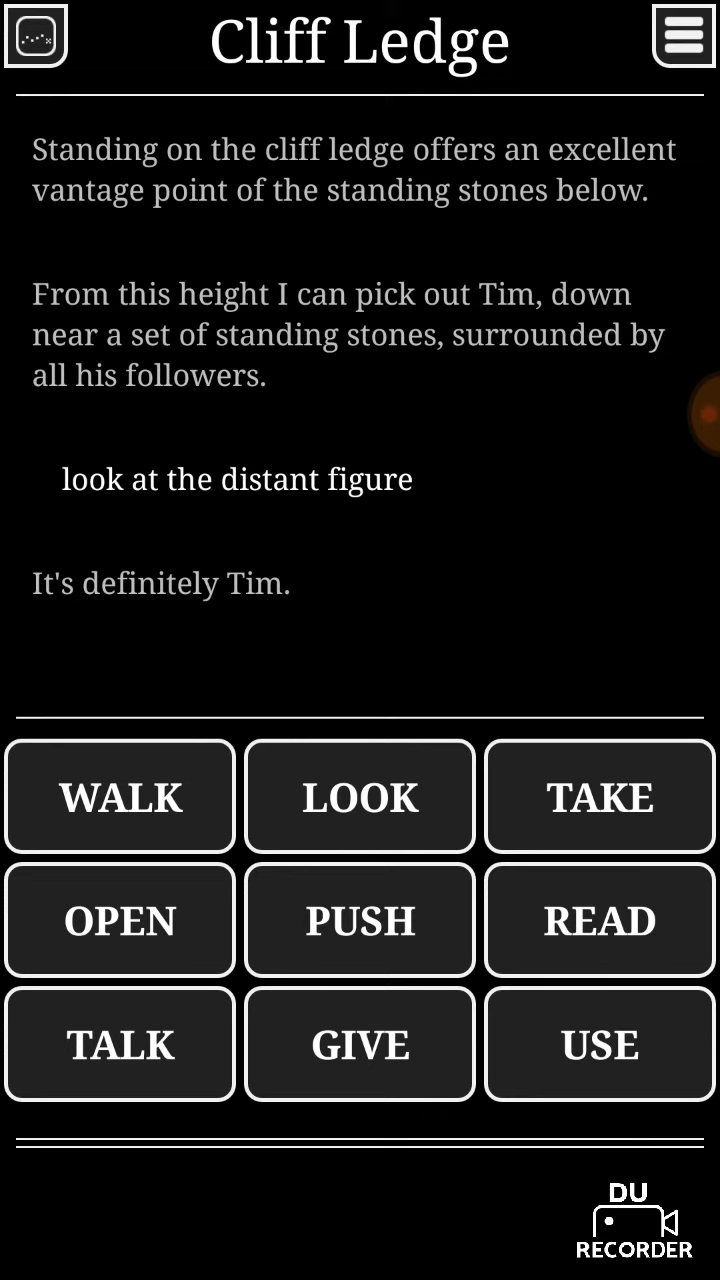 Cliff Ledge
Standing on the cliff ledge offers an excellent
vantage point of the standing stones below.
From this height I can pick out Tim, down
near a set of standing stones, surrounded by
all his followers.
look at the distant figure
It's definitely Tim.
WALK LOOK TAKE
OPEN PUSH READ
TALK GIVE USE
DU
RECORDER